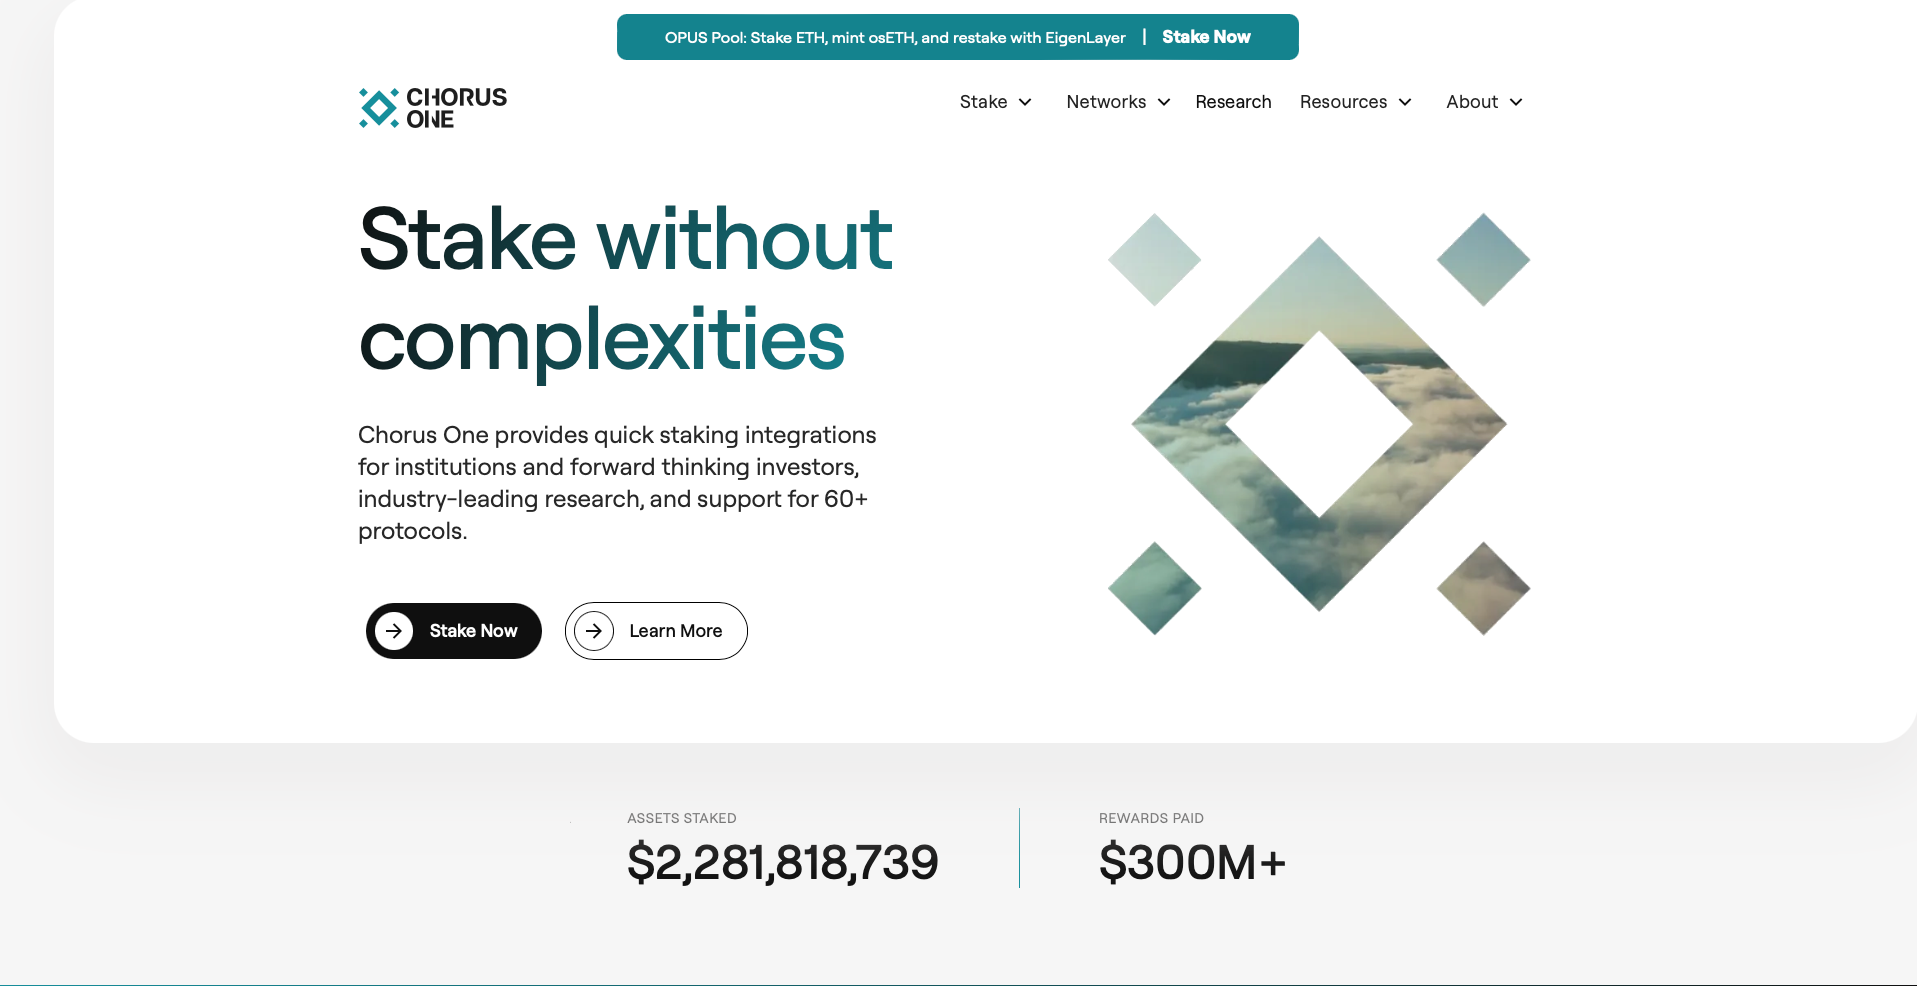 OPUS Pool: Stake ETH, mint osETH, and restake with EigenLayer | Stake Now
CHORUS
ONE
Stake Networks Research Resources About
Stake without
complexities
Chorus One provides quick staking integrations
for institutions and forward thinking investors,
industry-leading research, and support for 60+
protocols.
Stake Now
Learn More
ASSETS STAKED
$2,281,818,739
REWARDS PAID
$300M+